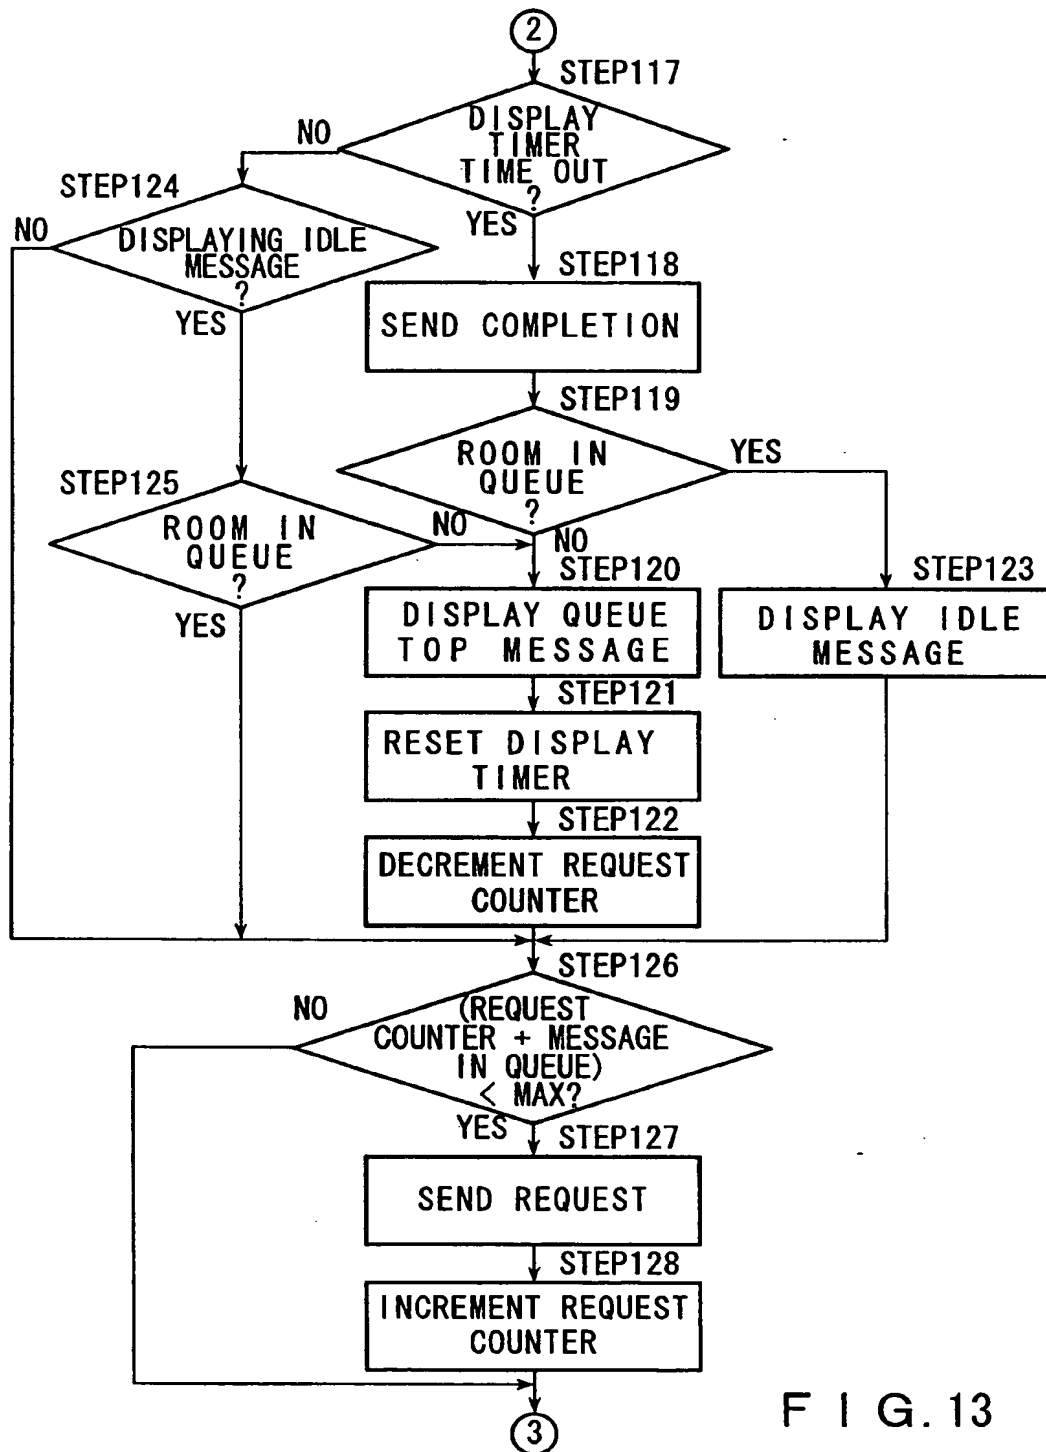 2
STEP117
DISPLAY
TIMER
TIME OUT
?
NO
YES
STEP124
DISPLAYING IDLE
MESSAGE
?
NO
YES
STEP118
SEND COMPLETION
STEP119
ROOM IN
QUEUE
?
YES
NO
STEP125
ROOM IN
QUEUE
?
NO
YES
STEP120
DISPLAY QUEUE
TOP MESSAGE
STEP123
DISPLAY IDLE
MESSAGE
STEP121
RESET DISPLAY
TIMER
STEP122
DECREMENT REQUEST
COUNTER
STEP126
(REQUEST
COUNTER + MESSAGE
IN QUEUE)
< MAX?
NO
YES
STEP127
SEND REQUEST
STEP128
INCREMENT REQUEST
COUNTER
3
FIG.13